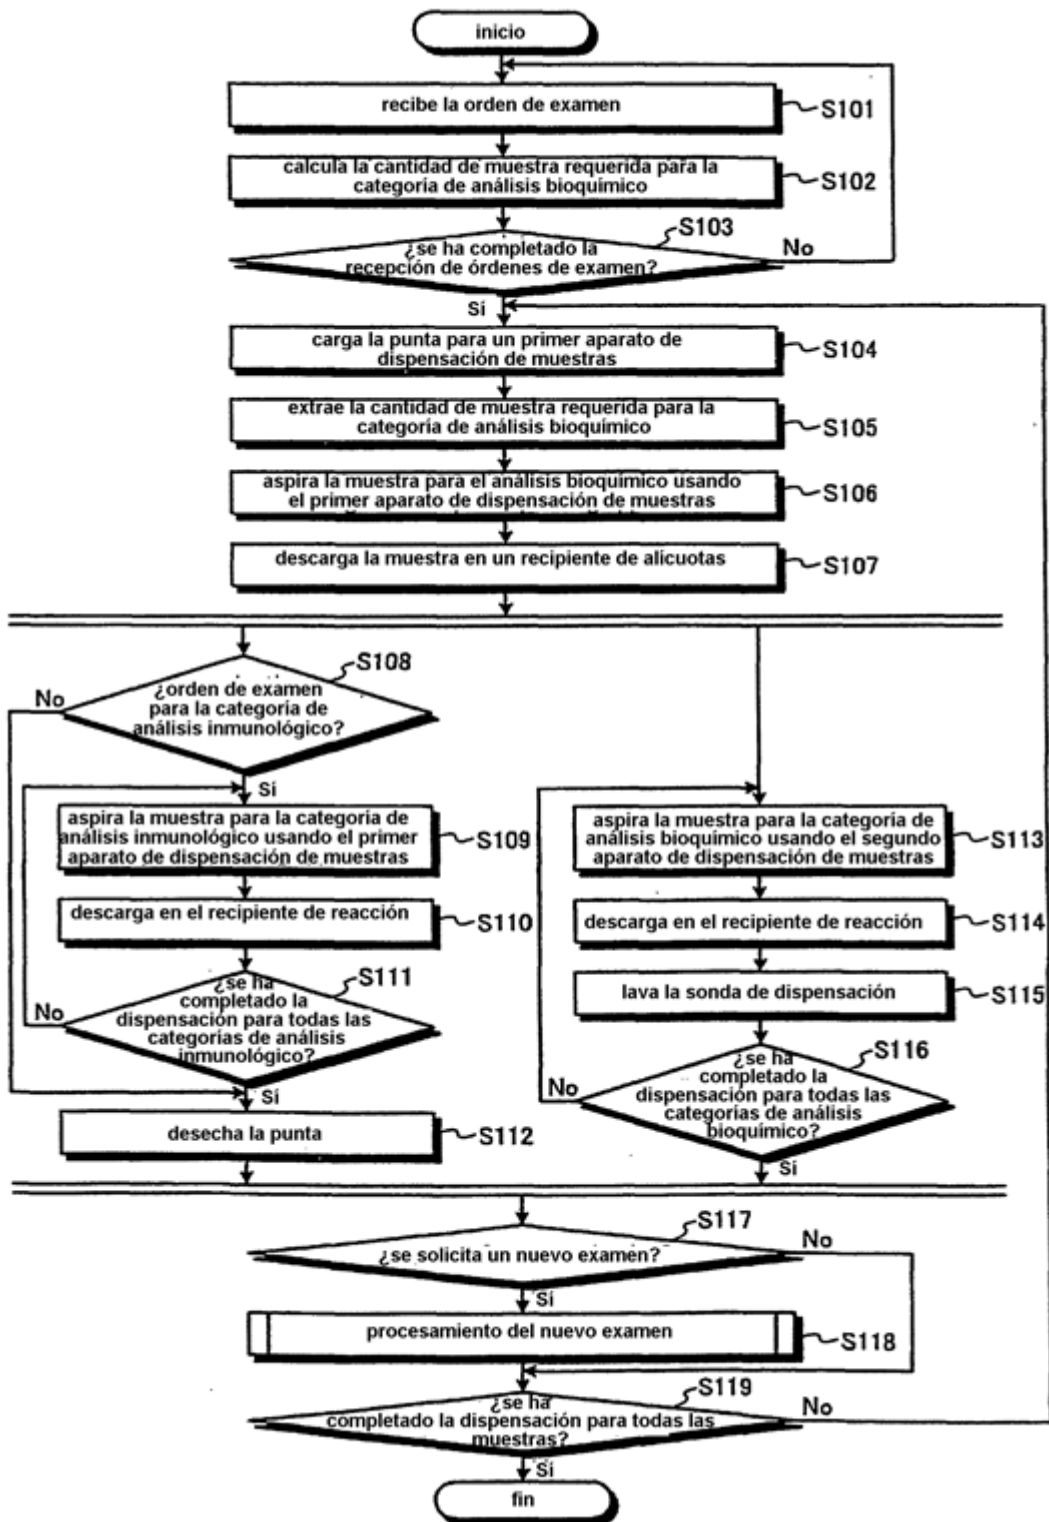 inicio
recibe la orden de examen
S101
calcula la cantidad de muestra requerida para la
categoría de análisis bioquímico
S102
S103
¿se ha completado la
recepción de órdenes de examen?
No
Sí
carga la punta para un primer aparato de
dispensación de muestras
S104
extrae la cantidad de muestra requerida para la
categoría de análisis bioquímico
S105
aspira la muestra para el análisis bioquímico usando
el primer aparato de dispensación de muestras
S106
descarga la muestra en un recipiente de alícuotas
S107
S108
No
¿orden de examen
para la categoría de
análisis inmunológico?
Sí
aspira la muestra para la categoría de
análisis inmunológico usando el primer
aparato de dispensación de muestras
S109
descarga en el recipiente de reacción
S110
S111
¿se ha
completado la
dispensación para todas las
categorías de análisis
inmunológico?
No
Sí
desecha la punta
S112
aspira la muestra para la categoría de
análisis bioquímico usando el segundo
aparato de dispensación de muestras
S113
descarga en el recipiente de reacción
S114
lava la sonda de dispensación
S115
S116
¿se ha
completado la
dispensación para todas las
categorías de análisis
bioquímico?
No
Sí
S117
¿se solicita un nuevo examen?
No
Sí
procesamiento del nuevo examen
S118
S119
¿se ha
completado la dispensación para todas las
muestras?
No
Sí
fin